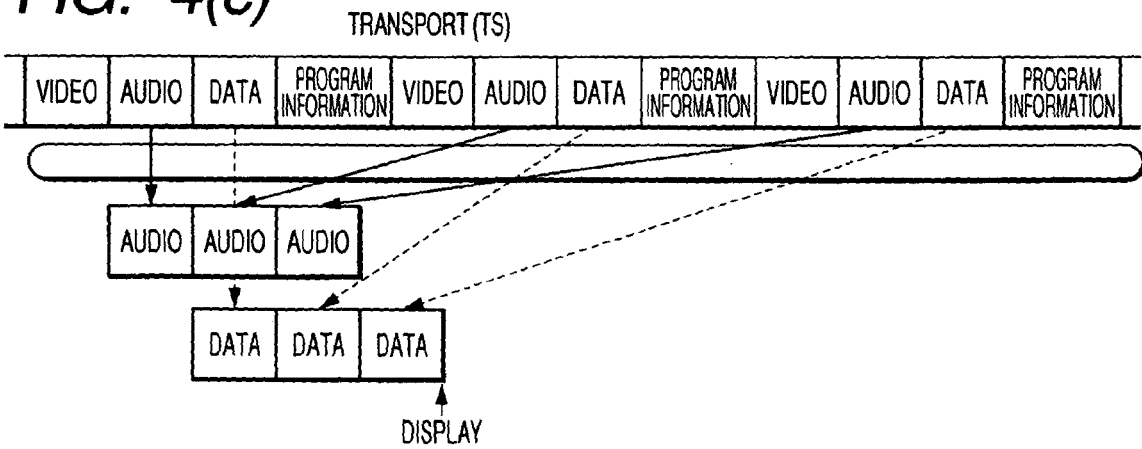 FIG. 4(c)
TRANSPORT (TS)
VIDEO AUDIO DATA PROGRAM INFORMATION VIDEO AUDIO DATA PROGRAM INFORMATION VIDEO AUDIO DATA PROGRAM INFORMATION
AUDIO AUDIO AUDIO
DATA DATA DATA
DISPLAY